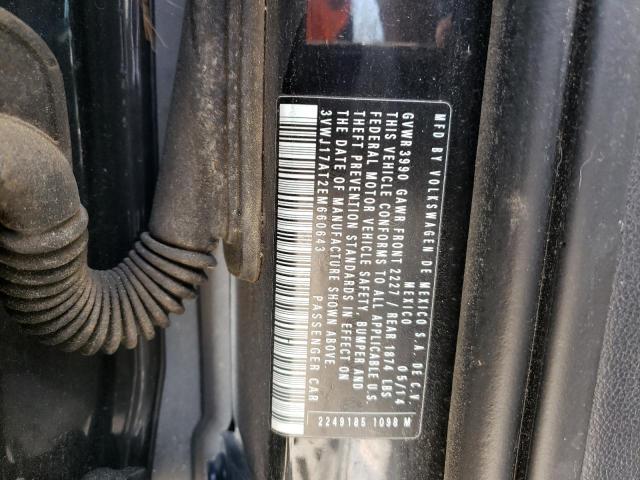 MFD BY VOLKSWAGEN DE MEXICO S.A. DE C.V.
MEXICO 05/14
GVWR 3990 GAWR FRONT 2227 / REAR 1874 LBS
THIS VEHICLE CONFORMS TO ALL APPLICABLE U.S.
FEDERAL MOTOR VEHICLE SAFETY, BUMPER AND
THEFT PREVENTION STANDARDS IN EFFECT ON
THE DATE OF MANUFACTURE SHOWN ABOVE.
3VWJ17AT2EM660643 PASSENGER CAR
2249185 1098 M